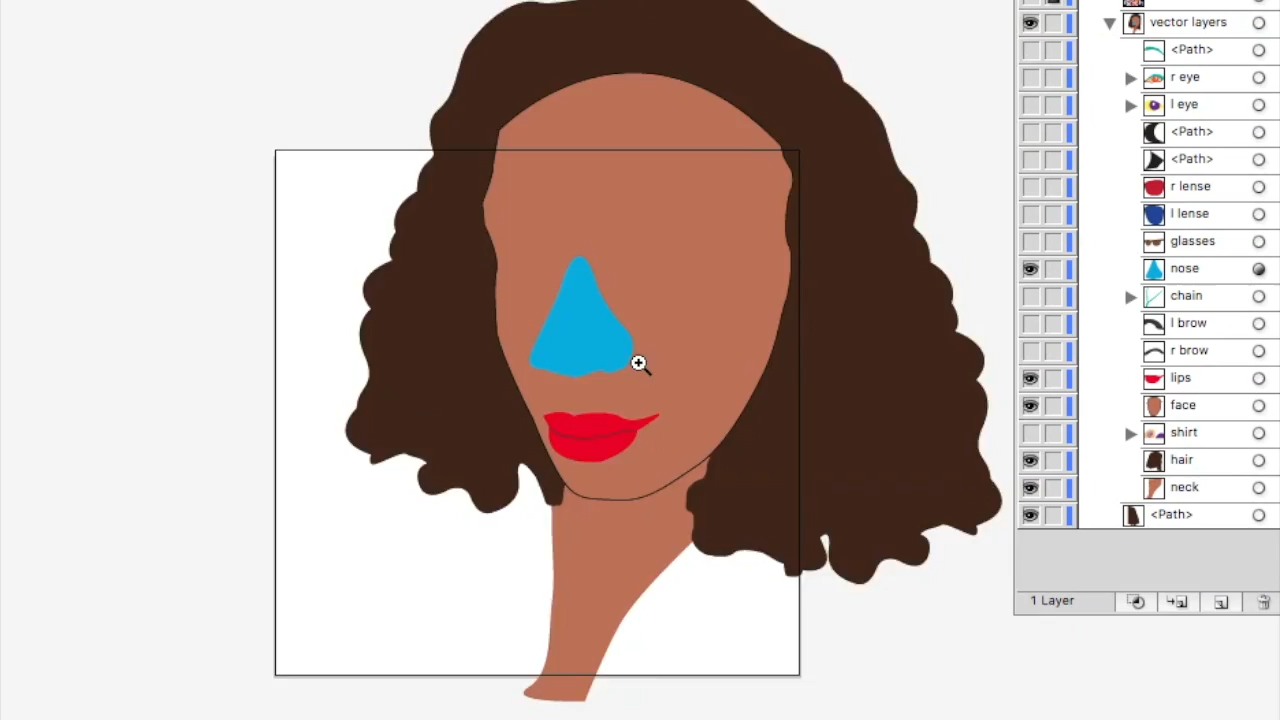 vector layers
<Path>
r eye
l eye
<Path>
<Path>
r lense
l lense
glasses
nose
chain
l brow
r brow
lips
face
shirt
hair
neck
<Path>
1 Layer